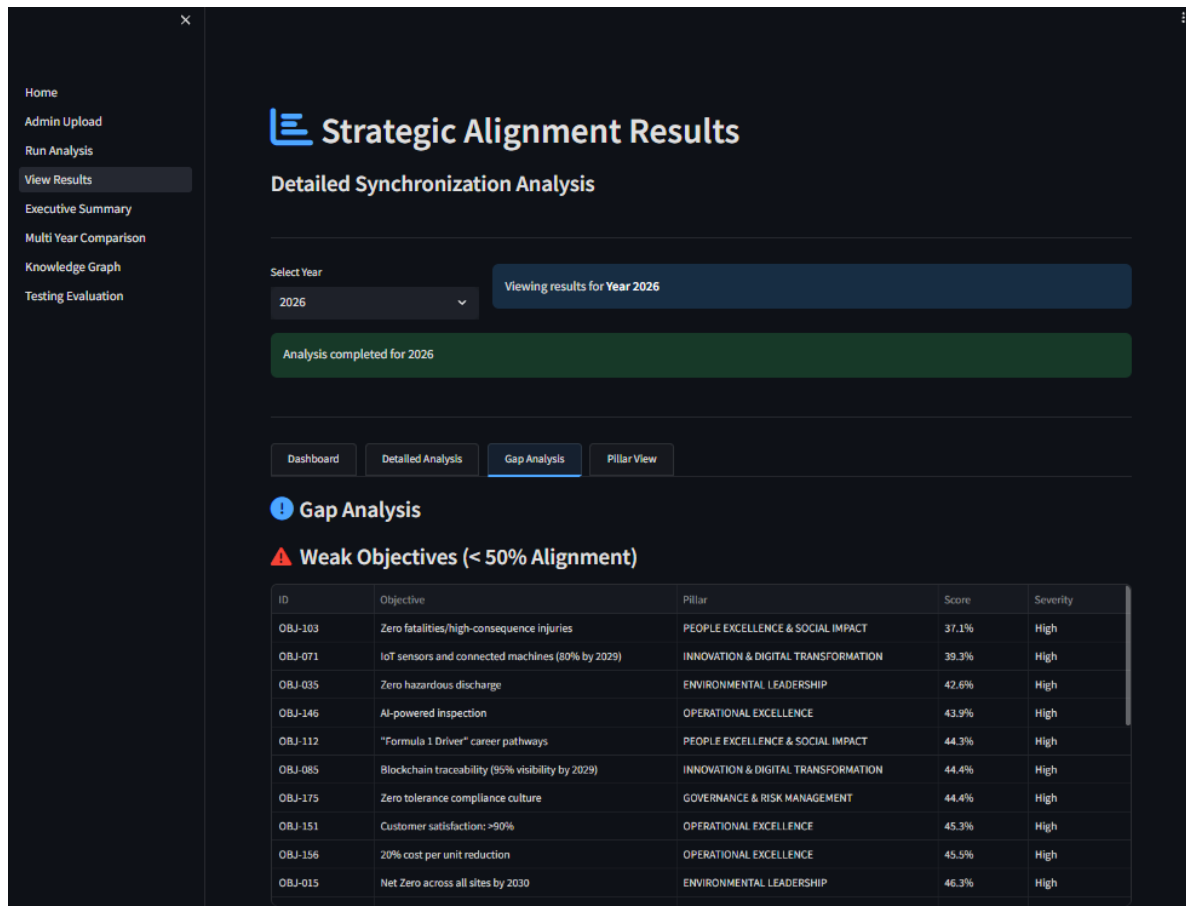 Home
Admin Upload
Run Analysis
View Results
Executive Summary
Multi Year Comparison
Knowledge Graph
Testing Evaluation
Strategic Alignment Results
Detailed Synchronization Analysis
Select Year
2026
Viewing results for Year 2026
Analysis completed for 2026
Dashboard Detailed Analysis Gap Analysis Pillar View
Gap Analysis
Weak Objectives (< 50% Alignment)
ID Objective Pillar Score Severity
OBJ-103 Zero fatalities/high-consequence injuries PEOPLE EXCELLENCE & SOCIAL IMPACT 37.1% High
OBJ-071 IoT sensors and connected machines (80% by 2029) INNOVATION & DIGITAL TRANSFORMATION 39.3% High
OBJ-035 Zero hazardous discharge ENVIRONMENTAL LEADERSHIP 42.6% High
OBJ-146 AI-powered inspection OPERATIONAL EXCELLENCE 43.9% High
OBJ-112 "Formula 1 Driver" career pathways PEOPLE EXCELLENCE & SOCIAL IMPACT 44.3% High
OBJ-085 Blockchain traceability (95% visibility by 2029) INNOVATION & DIGITAL TRANSFORMATION 44.4% High
OBJ-175 Zero tolerance compliance culture GOVERNANCE & RISK MANAGEMENT 44.4% High
OBJ-151 Customer satisfaction: >90% OPERATIONAL EXCELLENCE 45.3% High
OBJ-156 20% cost per unit reduction OPERATIONAL EXCELLENCE 45.5% High
OBJ-015 Net Zero across all sites by 2030 ENVIRONMENTAL LEADERSHIP 46.3% High